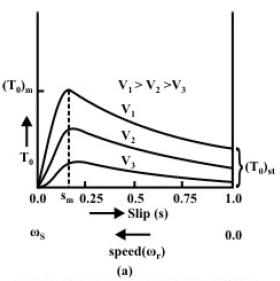 (T₀)ₘ
V₁ > V₂ > V₃
V₁
V₂
T₀
V₃
(T₀)st
0.0 sₘ 0.25 0.5 0.75 1.0
Slip (s)
ωS 0.0
speed(ωr)
(a)